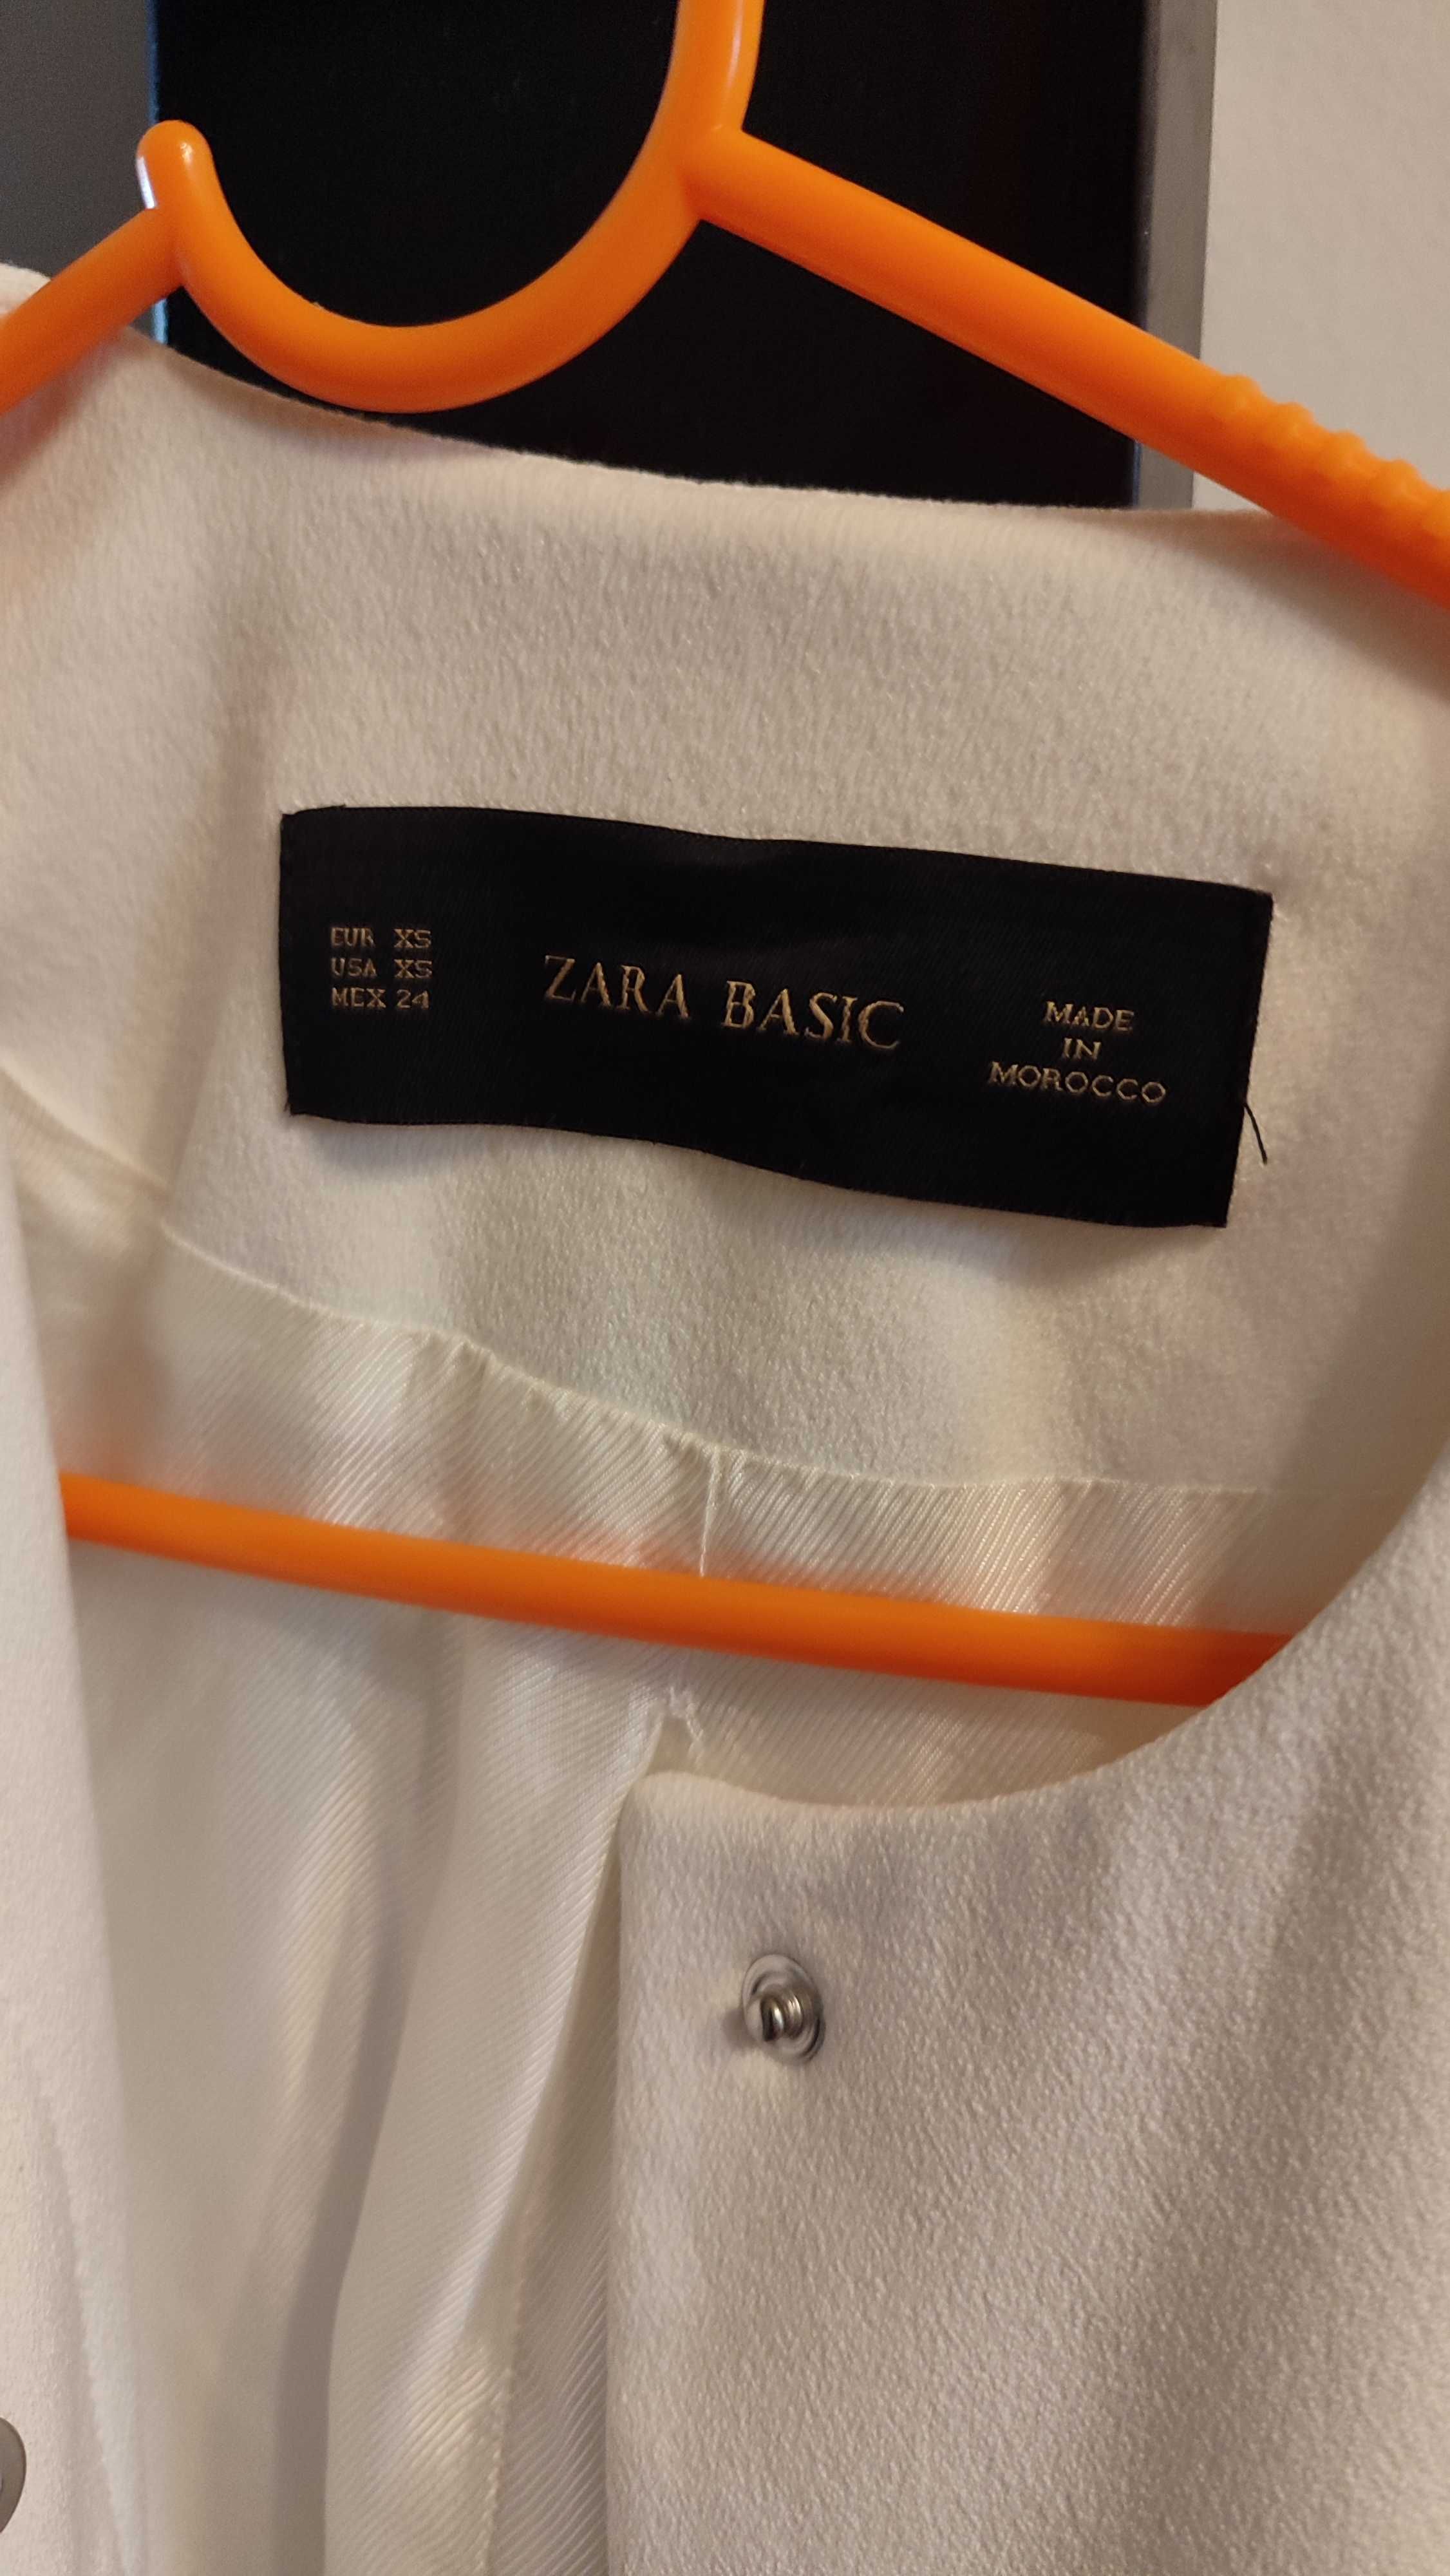 EUR XS
USA XS
MEX 24
ZARA BASIC
MADE
IN
MOROCCO